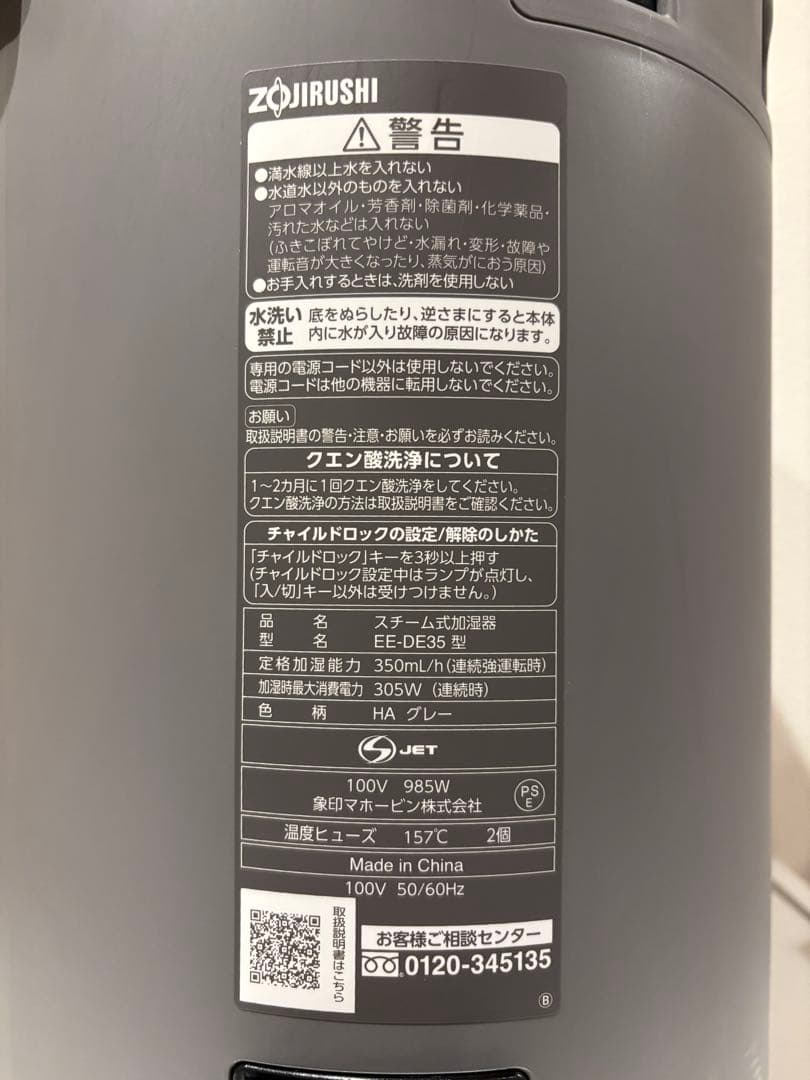 ZOJIRUSHI
警告
●満水線以上水を入れない
●水道水以外のものを入れない
アロマオイル・芳香剤・除菌剤・化学薬品・
汚れた水などは入れない
(ふきこぼれてやけど・水漏れ・変形・故障や
運転音が大きくなったり、蒸気がにおう原因)
●お手入れするときは、洗剤を使用しない
水洗い禁止
底をぬらしたり、逆さまにすると本体
内に水が入り故障の原因になります。
専用の電源コード以外は使用しないでください。
電源コードは他の機器に転用しないでください。
お願い
取扱説明書の警告・注意・お願いを必ずお読みください。
クエン酸洗浄について
1〜2カ月に1回クエン酸洗浄をしてください。
クエン酸洗浄の方法は取扱説明書をご確認ください。
チャイルドロックの設定/解除のしかた
「チャイルドロック」キーを3秒以上押す
(チャイルドロック設定中はランプが点灯し、
「入/切」キー以外は受けつけません。)
品名 スチーム式加湿器
型名 EE-DE35 型
定格加湿能力 350mL/h(連続強運転時)
加湿時最大消費電力 305W (連続時)
色柄 HA グレー
S JET
100V 985W
象印マホービン株式会社
PS
E
温度ヒューズ 157℃ 2個
Made in China
100V 50/60Hz
取扱説明書はこちら
お客様ご相談センター
0120-345135
B